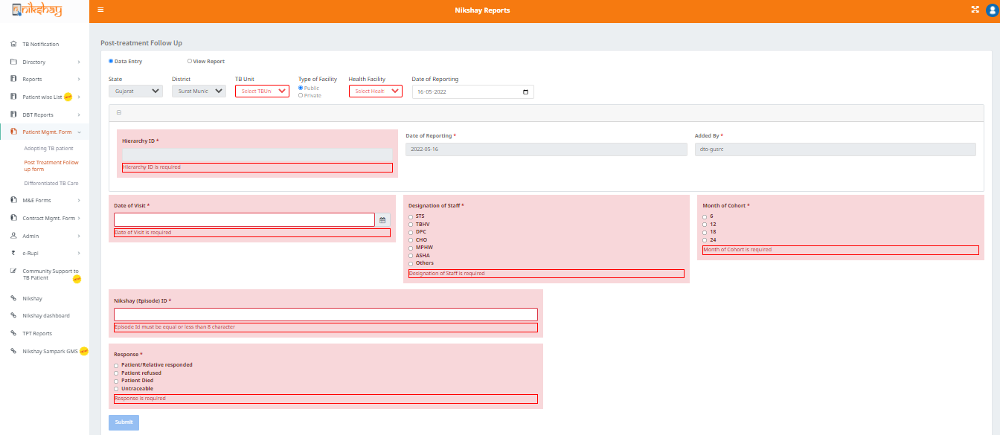 nikshay
Nikshay Reports
TB Notification
Directory
Reports
Patient wise List
DBT Reports
Patient Mgmt. Form
Adopting TB patient
Post Treatment Follow
up form
Differentiated TB Care
M&E Forms
Contract Mgmt. Form
Admin
e-Rupi
Community Support to
TB Patient
Nikshay
Nikshay dashboard
TPT Reports
Nikshay Sampark GMS
Post-treatment Follow Up
Data Entry View Report
State District TB Unit Type of Facility Health Facility Date of Reporting
Gujarat Surat Munic Select TBUn Public Select Healt 16-05-2022
Private
Hierarchy ID * Date of Reporting * Added By *
2022-05-16 dto-gusrc
Hierarchy ID is required
Date of Visit *
Date of Visit is required
Designation of Staff *
STS
TBHV
DPC
CHO
MPHW
ASHA
Others
Designation of Staff is required
Month of Cohort *
6
12
18
24
Month of Cohort is required
Nikshay (Episode) ID *
Episode Id must be equal or less than 8 character
Response *
Patient/Relative responded
Patient refused
Patient Died
Untraceable
Response is required
Submit